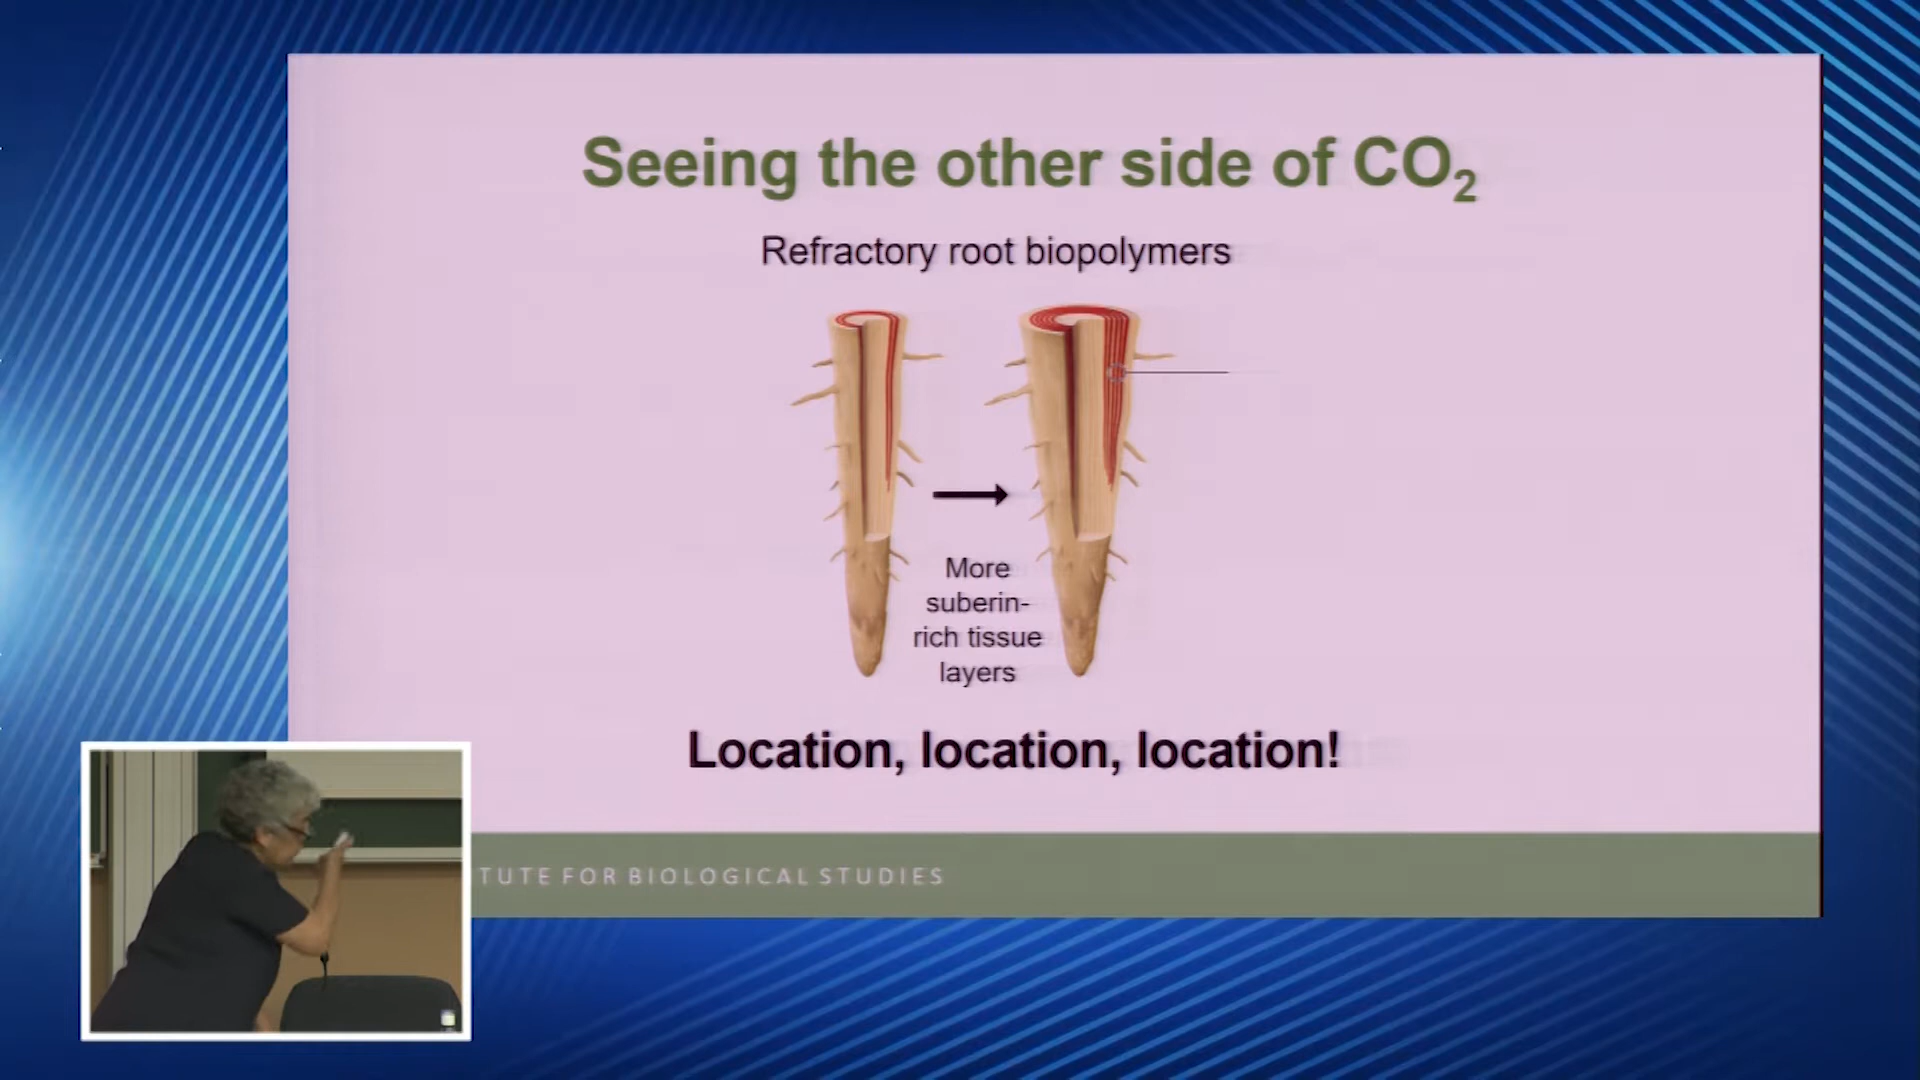 Seeing the other side of CO₂
Refractory root biopolymers
More
suberin-
rich tissue
layers
Location, location, location!
TUTE FOR BIOLOGICAL STUDIES